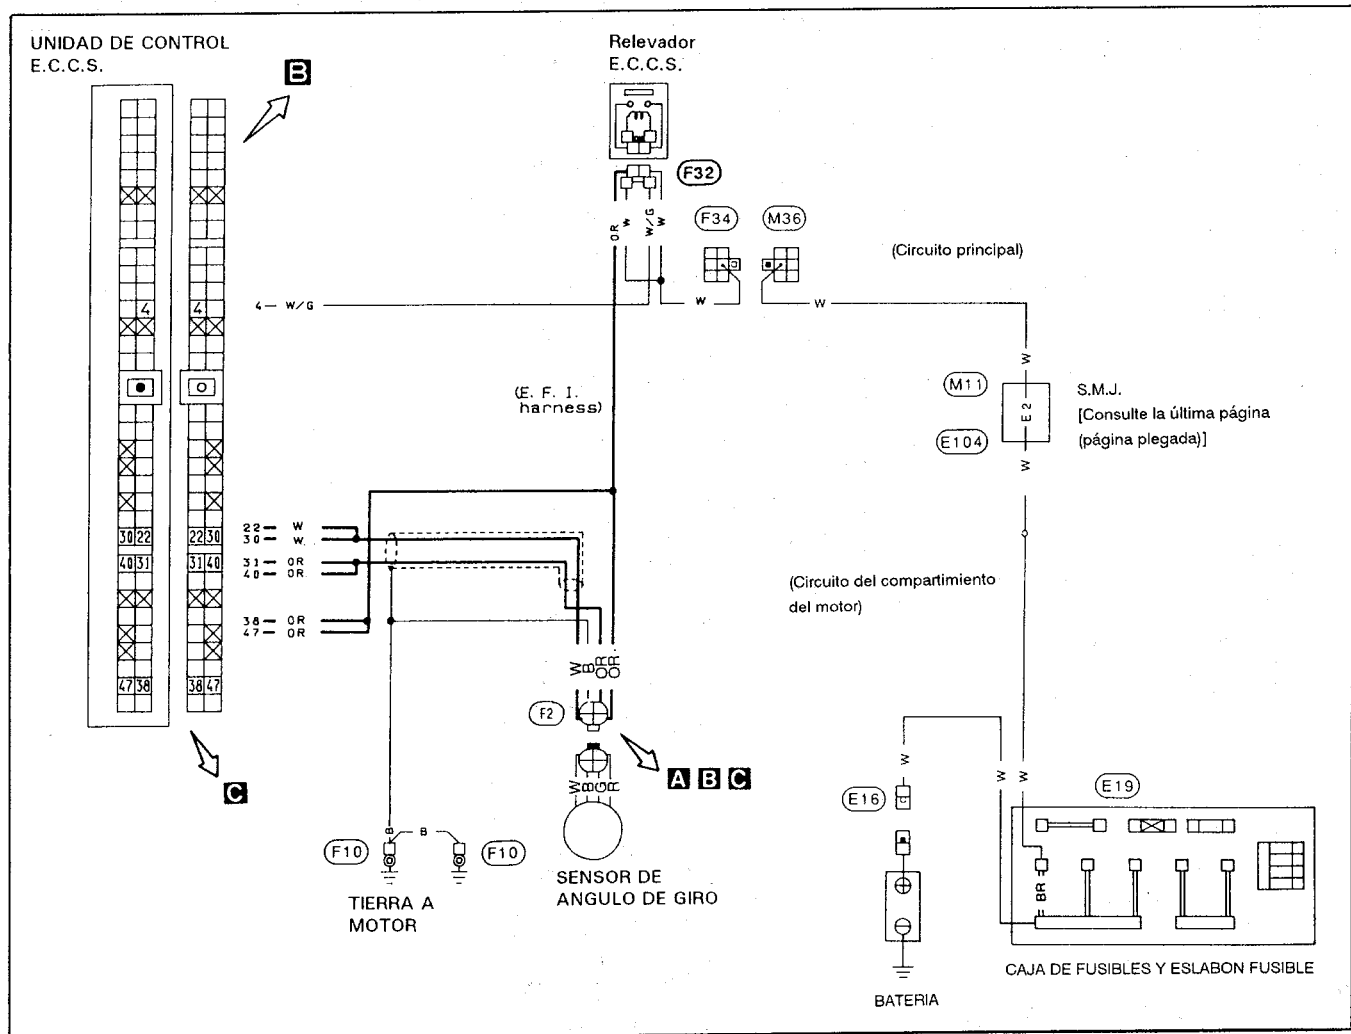 UNIDAD DE CONTROL
E.C.C.S.
B
Relevador
E.C.C.S.
F32
OR
W
W/G
W
F34
M36
(Circuito principal)
4
4
4 W/G
W
W
W
(E. F. I.
harness)
M11
E 2
E104
S.M.J.
[Consulte la última página
(página plegada)]
W
30 22
22 30
22 W
30 W.
40 31
31 40
31 OR
40 OR.
38 OR
47 OR
(Circuito del compartimiento
del motor)
47 38
38 47
W
B
OR
OR.
F2
C
A B C
W
B
G
R
W
W
W
E16
E19
B
B
F10
F10
BR
TIERRA A
MOTOR
SENSOR DE
ANGULO DE GIRO
BATERIA
CAJA DE FUSIBLES Y ESLABON FUSIBLE